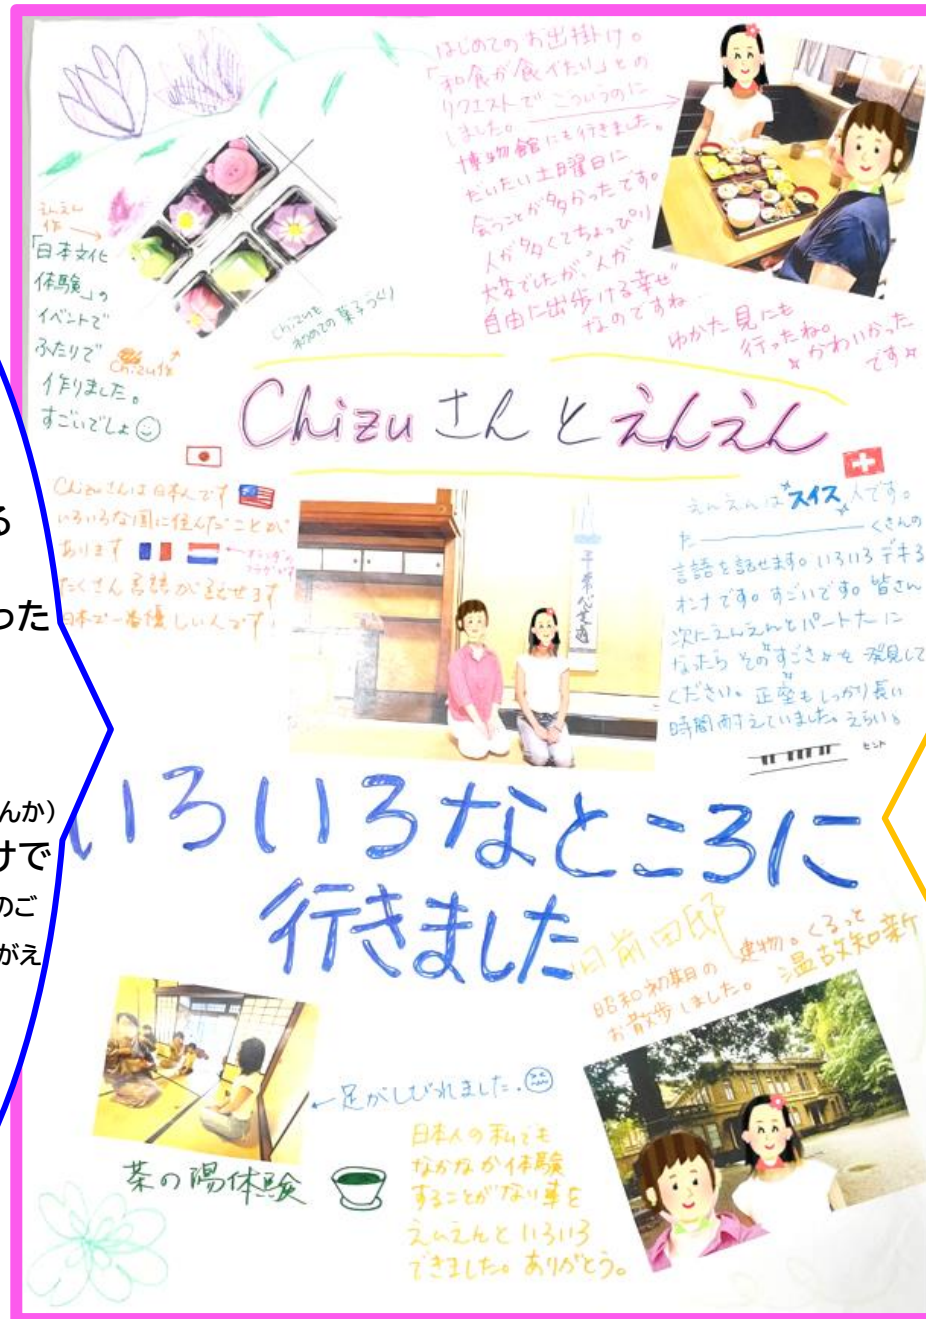 はじめてのお出掛け。
「和食が食べたい」との
リクエストでこういうのに
しました。
博物館にも行きました。
だいたい土曜日に
会うことが多かったです。
人が多くてちょっぴり
大変でしたが、"人が
自由に出歩ける幸せ"
なのですね…
ゆかた見にも
行ったね。
☆かわいかった
です☆
えんえん
作→
「日本文化
体験」の
イベントで
ふたりで
作りました。
すごいでしょ
Chizu作
Chizuも
初めての菓子づくり
Chizuさんとえんえん
Chizuさんは日本人です
いろいろな国に住んだことが
あります
たくさん言語が話せます
日本で一番優しい人です!
えんえんは"スイス"人です。
た
くさんの
言語を話せます。いろいろデキる
オンナです。すごいです。皆さん
次にえんえんとパートナーに
なったらその"すごさ"を発見して
ください。正座もしっかり長い
時間耐えていました。えらい。
ヒント
る
った
んか)
けで
のご
がえ
いろいろなところに
行きました
旧前田邸
昭和初期の建物。くるっと
お散歩しました。
温故知新
←足がしびれました。
茶の陽体験
日本人の私でも
なかなか体験
することがない事を
えんえんといろいろ
できました。ありがとう。